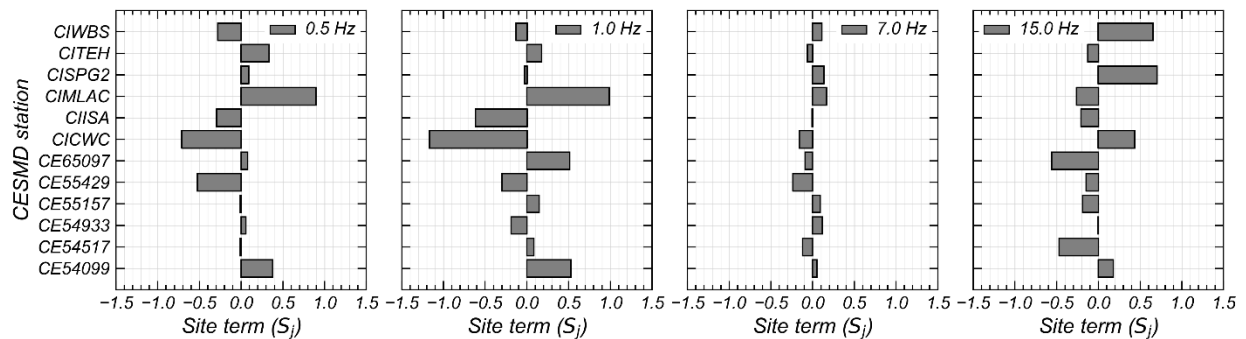 CESMD station
CIWBS
CITEH
CISPG2
CIMLAC
CIISA
CICWC
CE65097
CE55429
CE55157
CE54933
CE54517
CE54099
0.5 Hz
−1.5 −1.0 −0.5 0.0 0.5 1.0 1.5
Site term (Sj)
1.0 Hz
−1.5 −1.0 −0.5 0.0 0.5 1.0 1.5
Site term (Sj)
7.0 Hz
−1.5 −1.0 −0.5 0.0 0.5 1.0 1.5
Site term (Sj)
15.0 Hz
−1.5 −1.0 −0.5 0.0 0.5 1.0 1.5
Site term (Sj)